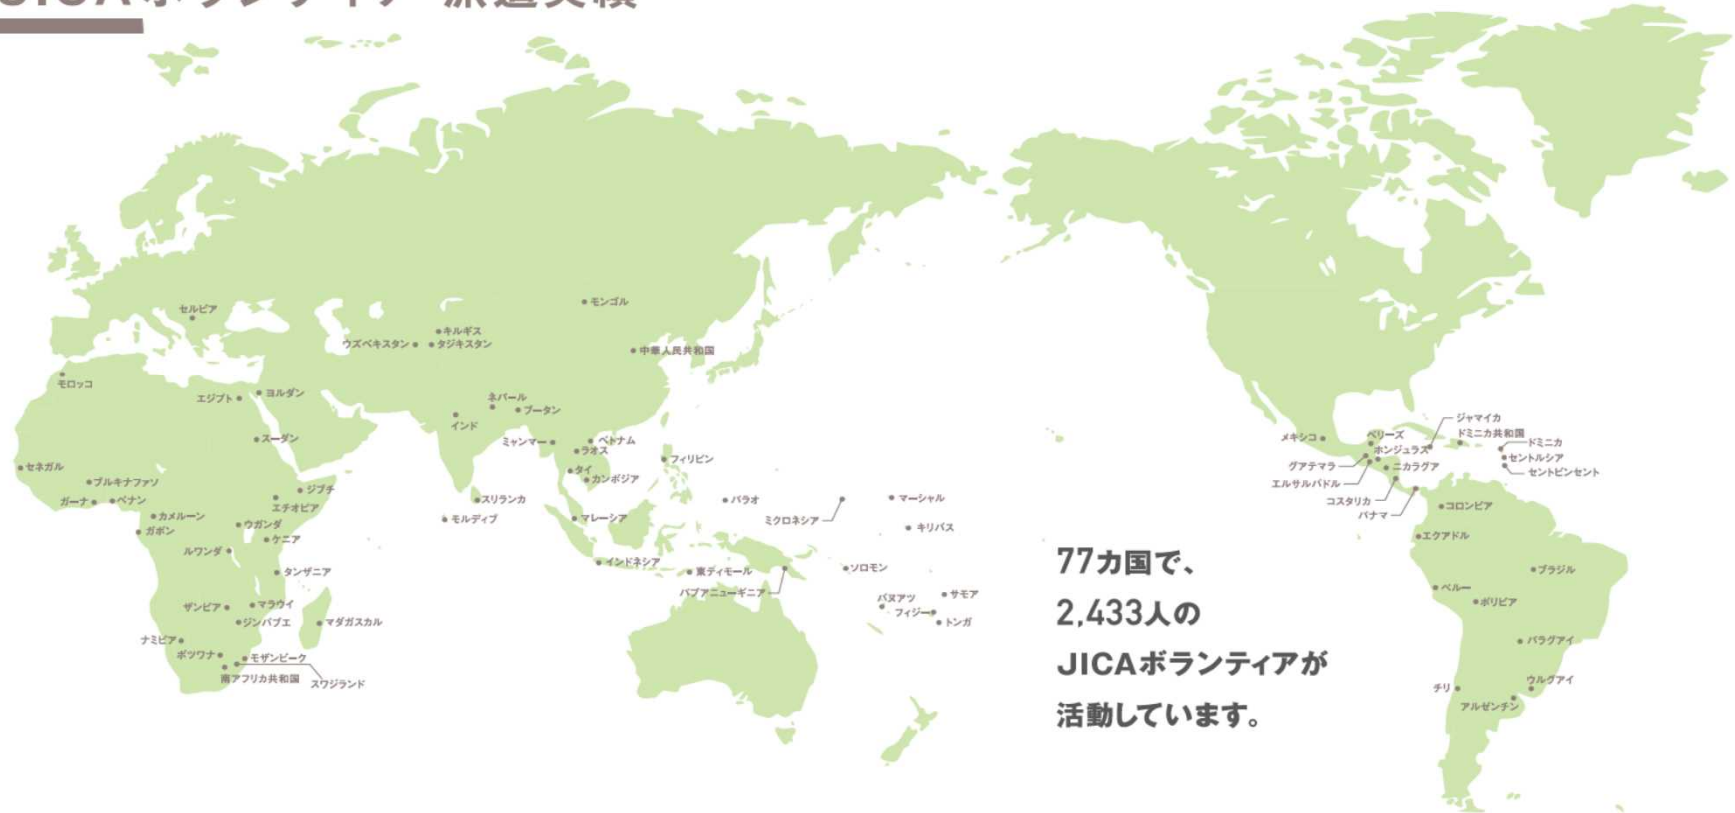 JICAボランティア 派遣実績
セルビア
モンゴル
キルギス
ウズベキスタン
タジキスタン
中華人民共和国
モロッコ
エジプト
ヨルダン
ネパール
ブータン
インド
スーダン
ミャンマー
ベトナム
ラオス
フィリピン
セネガル
タイ
カンボジア
ブルキナファソ
ジブチ
ガーナ
ベナン
エチオピア
スリランカ
パラオ
マーシャル
カメルーン
モルディブ
マレーシア
ミクロネシア
ウガンダ
キリバス
ガボン
ケニア
ルワンダ
インドネシア
東ティモール
ソロモン
タンザニア
パプアニューギニア
サモア
バヌアツ
ザンビア
マラウイ
フィジー
ジンバブエ
マダガスカル
トンガ
ナミビア
ボツワナ
モザンビーク
南アフリカ共和国
スワジランド
ジャマイカ
メキシコ
ベリーズ
ドミニカ共和国
ドミニカ
ホンジュラス
セントルシア
グアテマラ
ニカラグア
セントビンセント
エルサルバドル
コスタリカ
パナマ
コロンビア
エクアドル
ブラジル
ペルー
ボリビア
パラグアイ
ウルグアイ
チリ
アルゼンチン
77カ国で、
2,433人の
JICAボランティアが
活動しています。